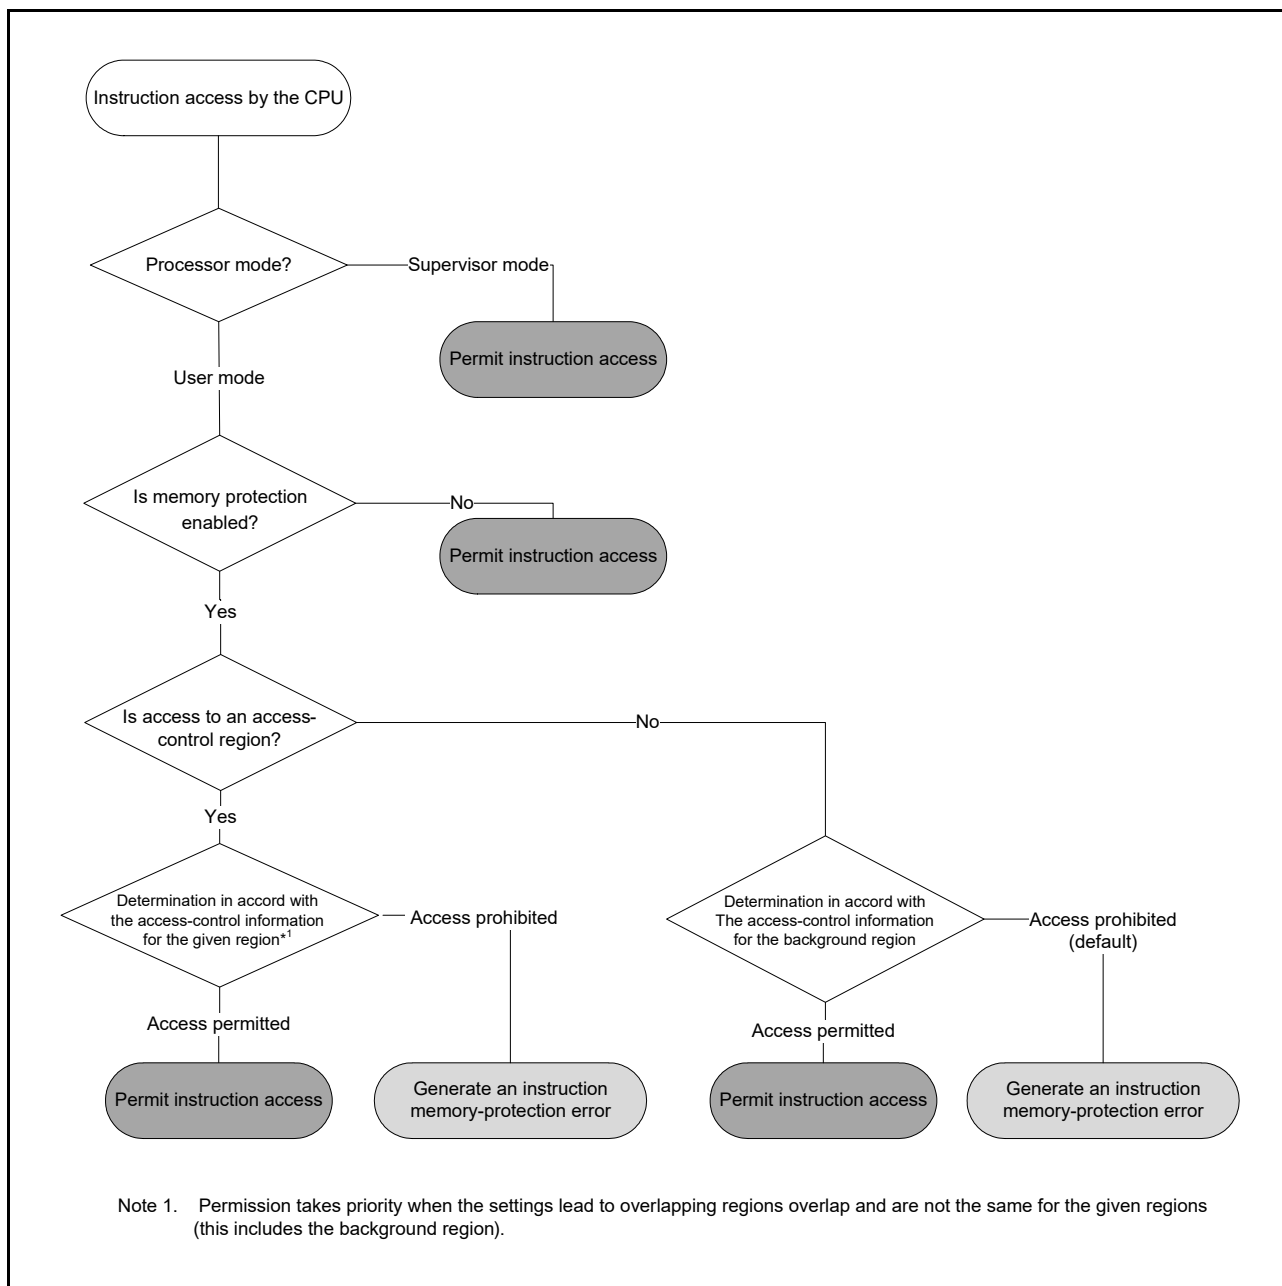 Instruction access by the CPU
Processor mode?
Supervisor mode
Permit instruction access
User mode
Is memory protection
enabled?
No
Permit instruction access
Yes
Is access to an access-
control region?
No
Yes
Determination in accord with
the access-control information
for the given region*1
Access prohibited
Determination in accord with
The access-control information
for the background region
Access prohibited
(default)
Access permitted
Access permitted
Permit instruction access
Generate an instruction
memory-protection error
Permit instruction access
Generate an instruction
memory-protection error
Note 1. Permission takes priority when the settings lead to overlapping regions overlap and are not the same for the given regions
(this includes the background region).